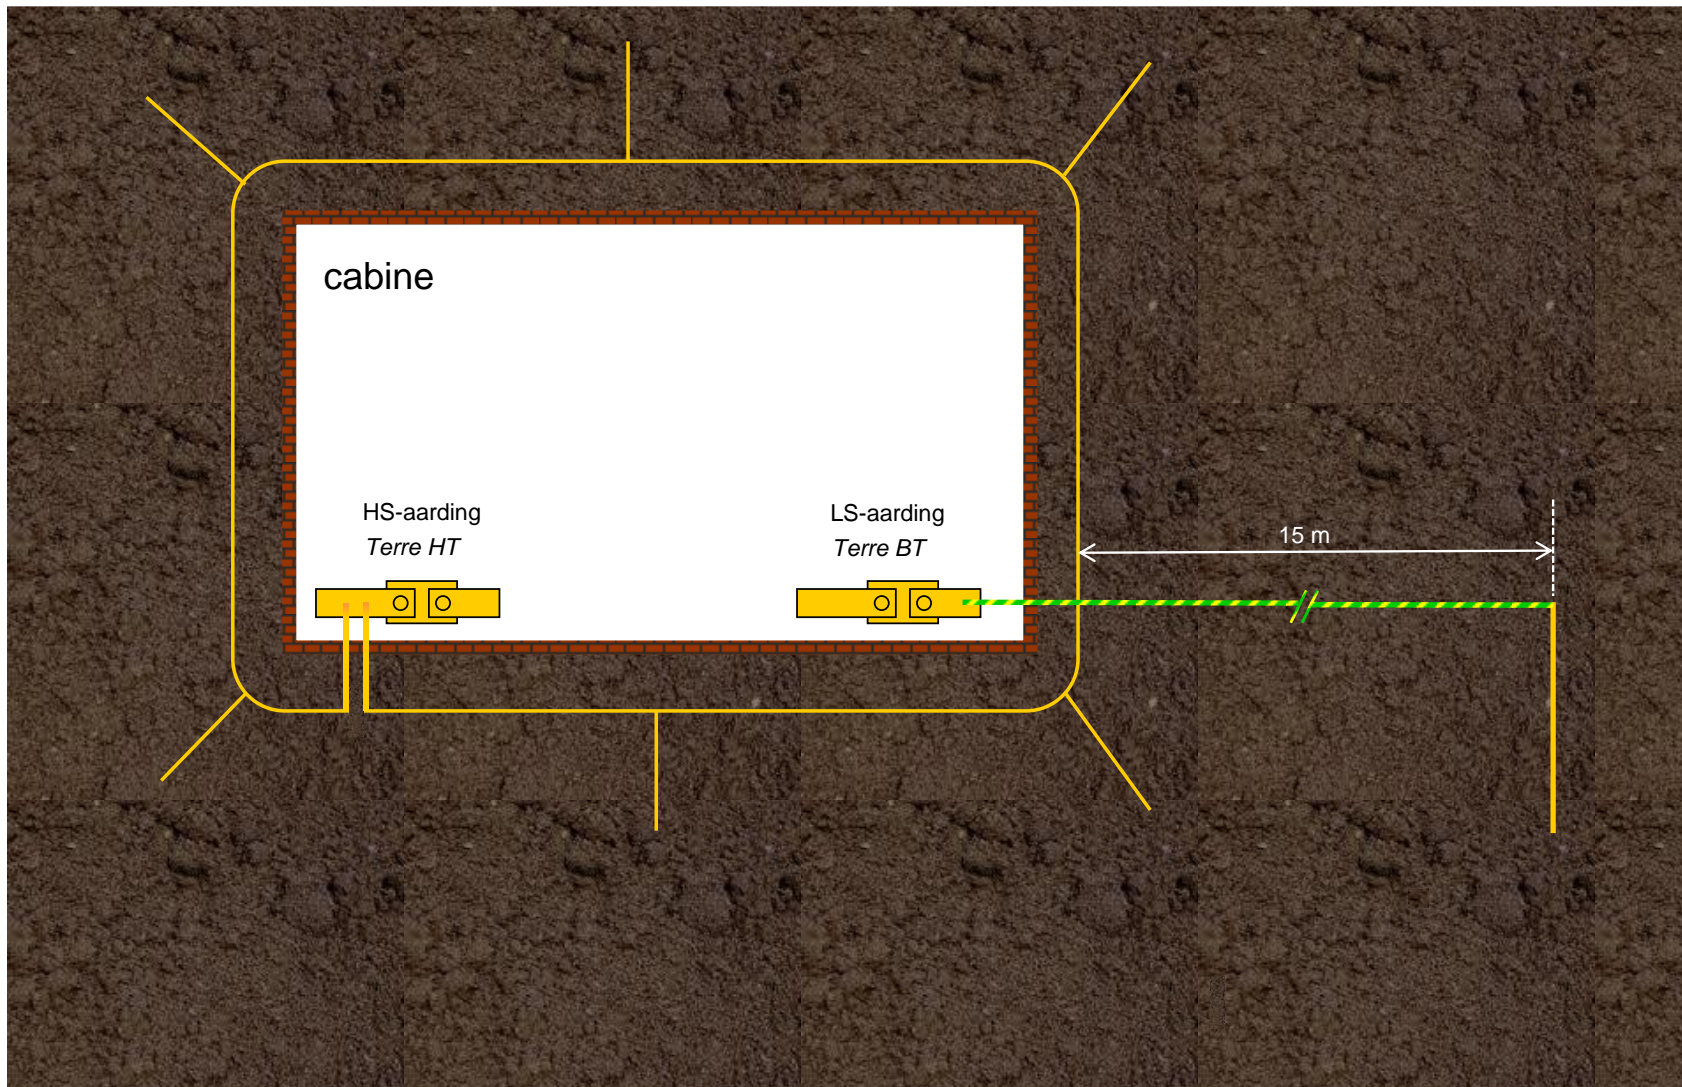 cabine
HS-aarding
Terre HT
LS-aarding
Terre BT
15 m